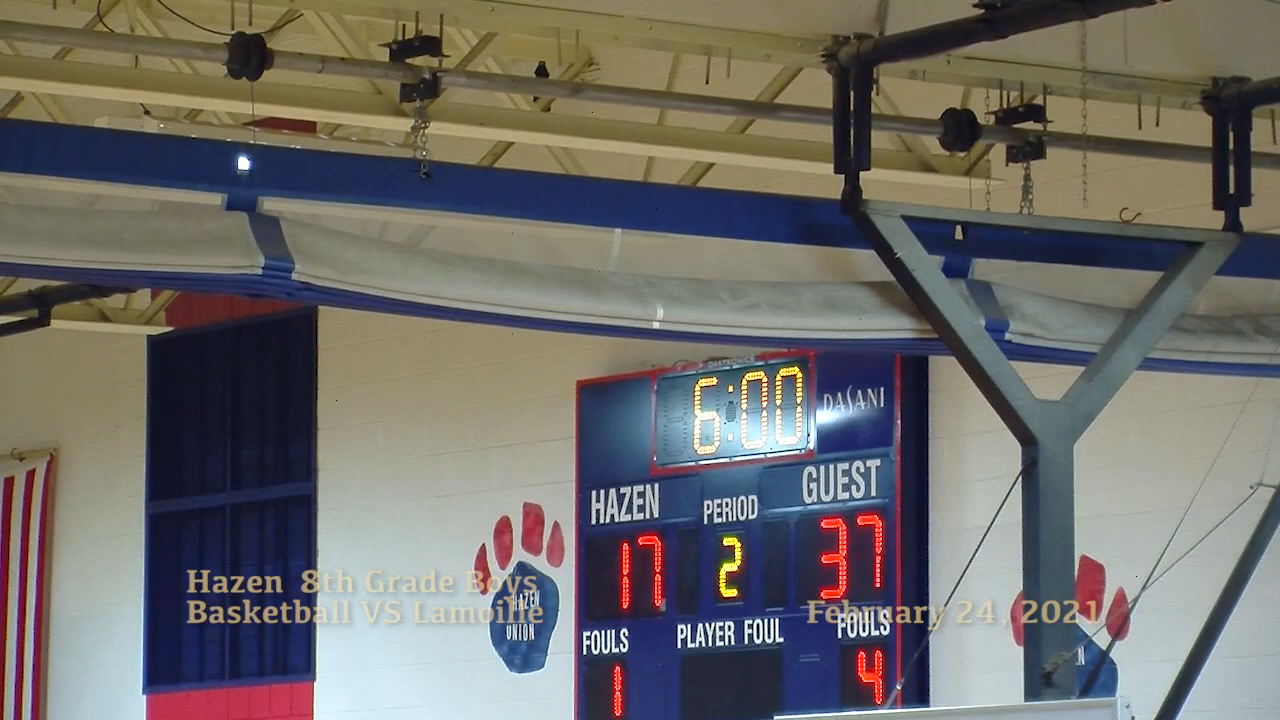 DAKTRONICS
6:00
DASANI
HAZEN
PERIOD
GUEST
17
2
37
HAZEN
UNION
Hazen 8th Grade Boys
Basketball VS Lamoille
February 24, 2021
FOULS
PLAYER FOUL
FOULS
1
4
N